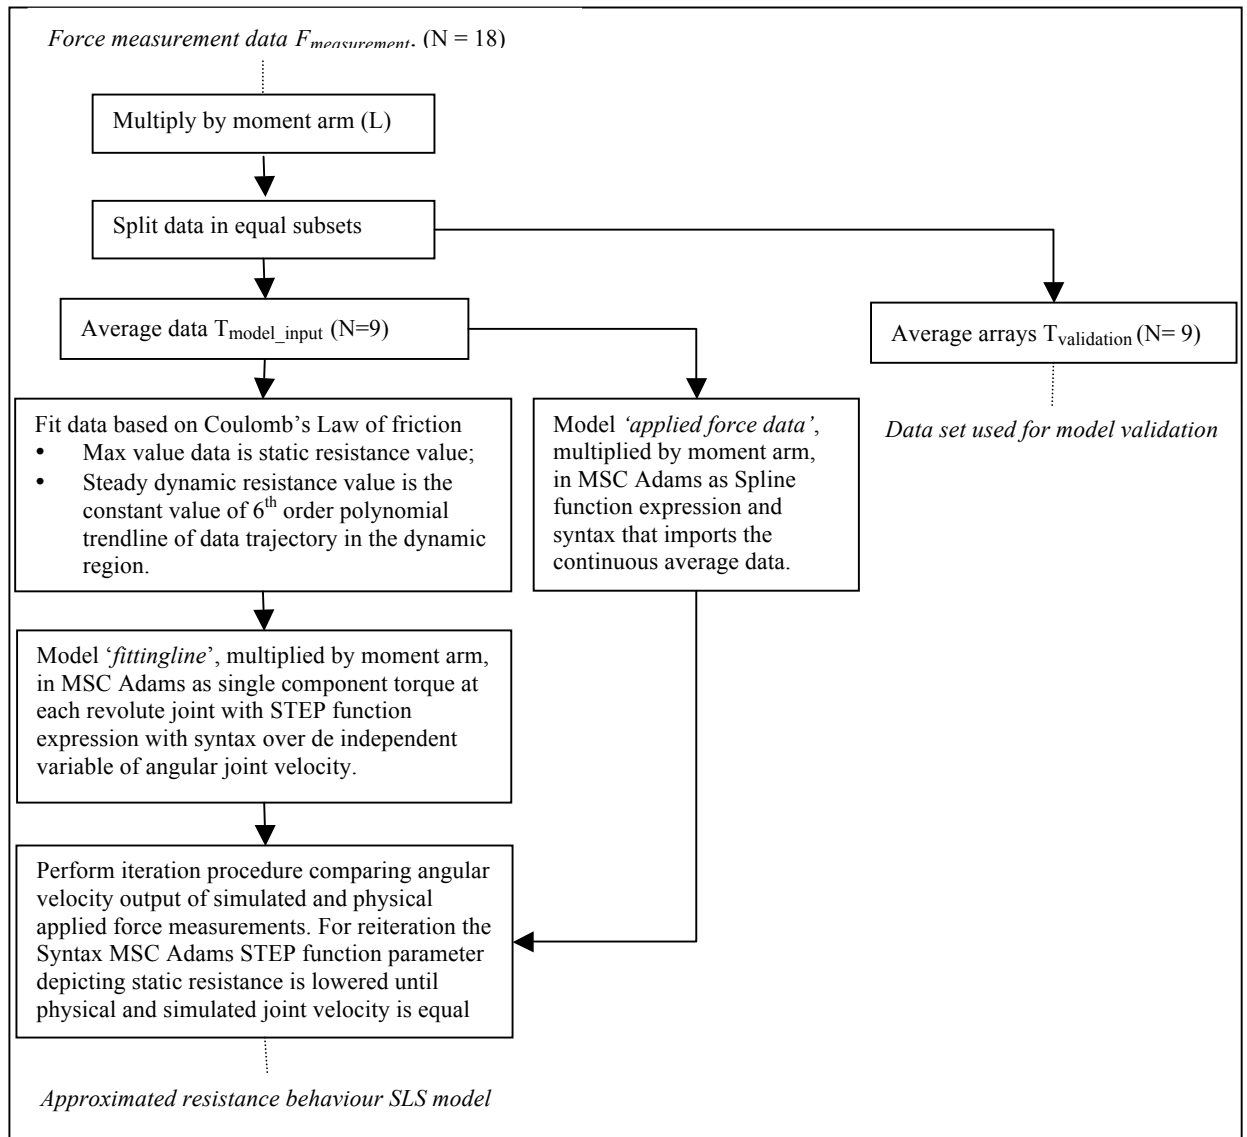 Force measurement data Fmeasurement. (N = 18)
Multiply by moment arm (L)
Split data in equal subsets
Average data Tmodel_input (N=9)
Average arrays Tvalidation (N= 9)
Fit data based on Coulomb's Law of friction
• Max value data is static resistance value;
• Steady dynamic resistance value is the
constant value of 6th order polynomial
trendline of data trajectory in the dynamic
region.
Model 'applied force data',
multiplied by moment arm,
in MSC Adams as Spline
function expression and
syntax that imports the
continuous average data.
Data set used for model validation
Model 'fittingline', multiplied by moment arm,
in MSC Adams as single component torque at
each revolute joint with STEP function
expression with syntax over de independent
variable of angular joint velocity.
Perform iteration procedure comparing angular
velocity output of simulated and physical
applied force measurements. For reiteration the
Syntax MSC Adams STEP function parameter
depicting static resistance is lowered until
physical and simulated joint velocity is equal
Approximated resistance behaviour SLS model